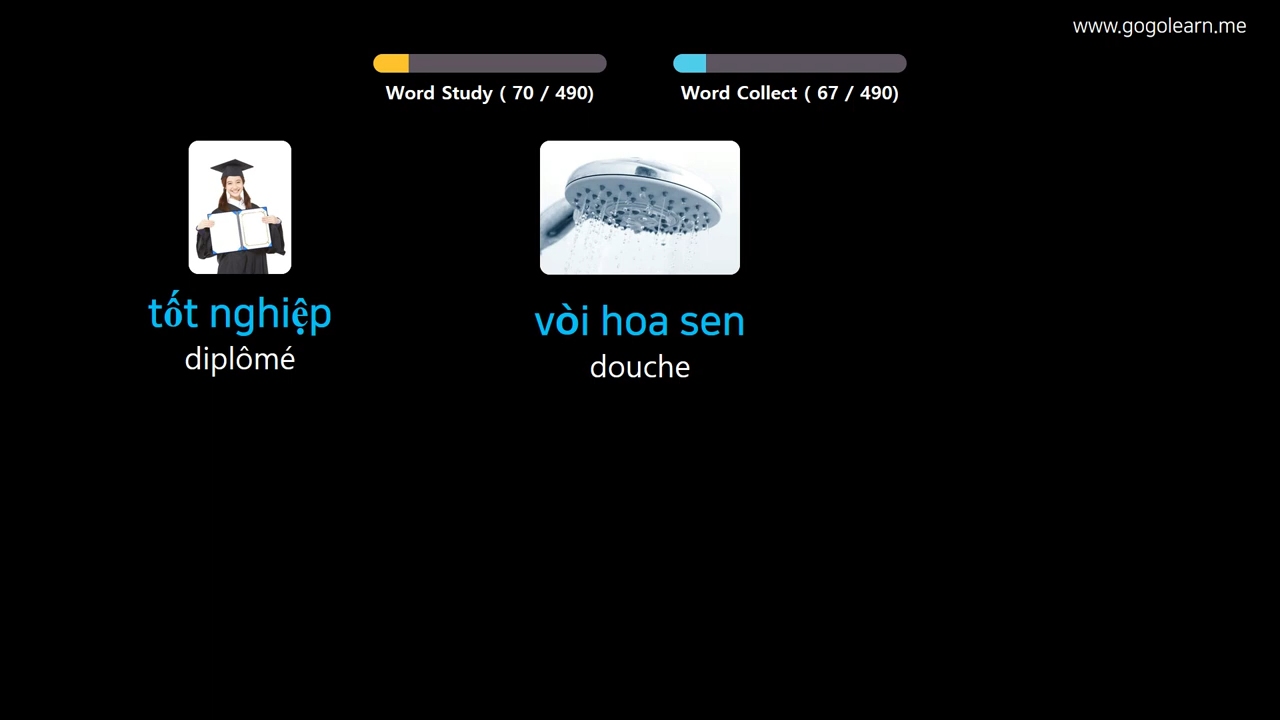 www.gogolearn.me
Word Study ( 70 / 490)
Word Collect ( 67 / 490)
tốt nghiệp
diplômé
vòi hoa sen
douche